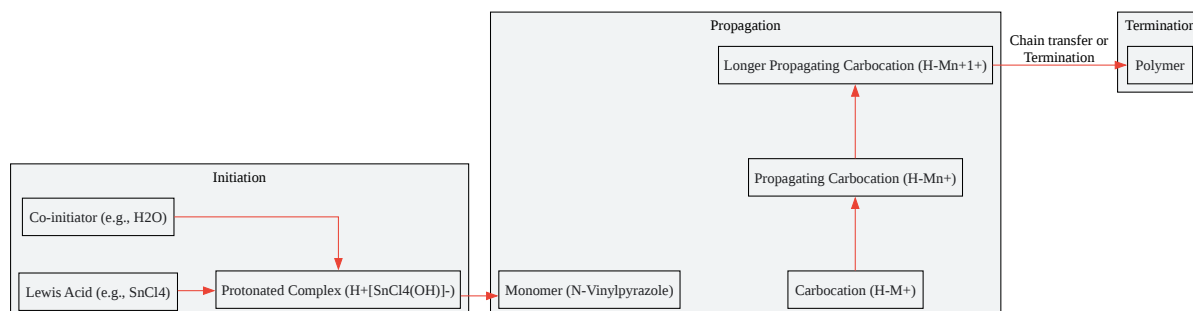 Propagation
Termination
Chain transfer or
Termination
Longer Propagating Carbocation (H-Mn+1+)
Polymer
Initiation
Propagating Carbocation (H-Mn+)
Co-initiator (e.g., H2O)
Lewis Acid (e.g., SnCl4)
Protonated Complex (H+[SnCl4(OH)]-)
Monomer (N-Vinylpyrazole)
Carbocation (H-M+)